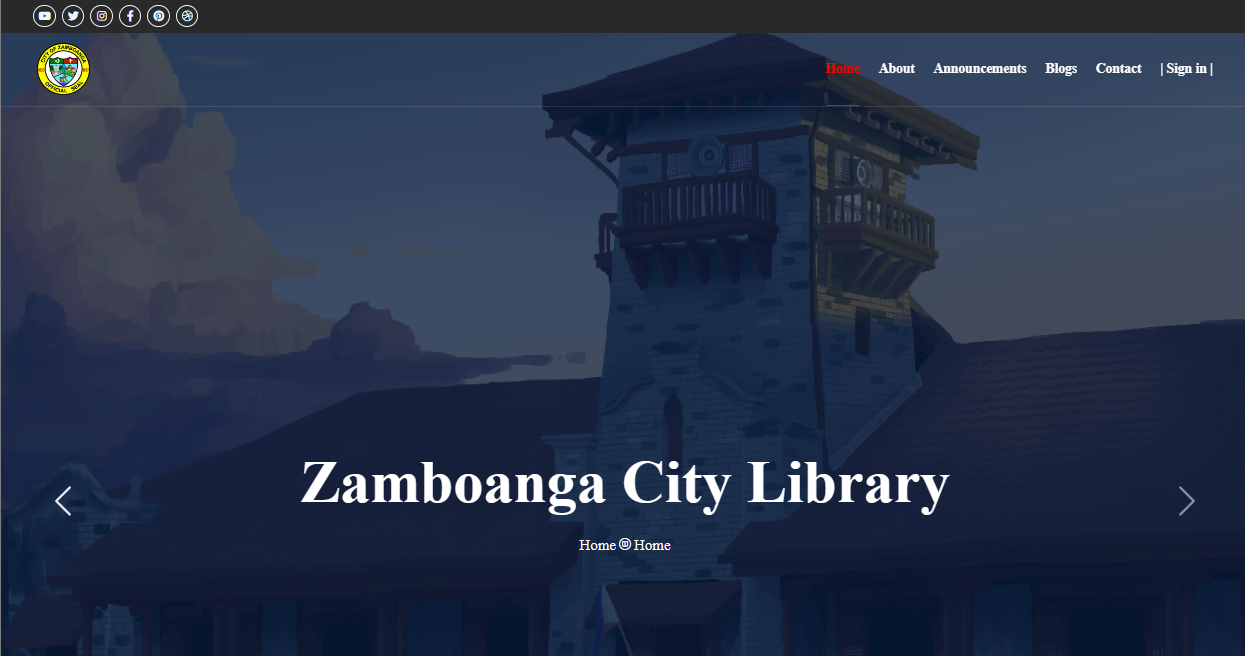 CITY OF ZAMBOANGA
OFFICIAL SEAL
Home
About
Announcements
Blogs
Contact
| Sign in |
Zamboanga City Library
Home Home